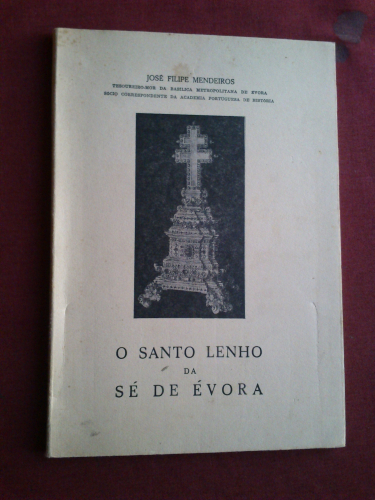 JOSÉ FILIPE MENDEIROS
TESOUREIRO-MOR DA BASÍLICA METROPOLITANA DE ÉVORA
SÓCIO CORRESPONDENTE DA ACADEMIA PORTUGUESA DE HISTÓRIA
O SANTO LENHO
DA
SÉ DE ÉVORA